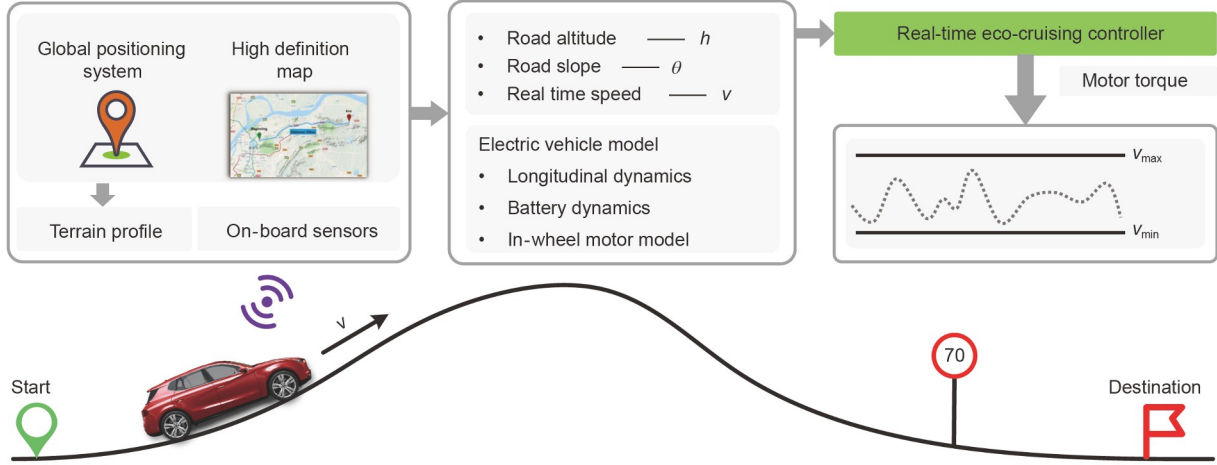 Global positioning
system
High definition
map
Terrain profile
On-board sensors
• Road altitude h
• Road slope θ
• Real time speed v
Electric vehicle model
• Longitudinal dynamics
• Battery dynamics
• In-wheel motor model
Real-time eco-cruising controller
Motor torque
vmax
vmin
v
Start
70
Destination